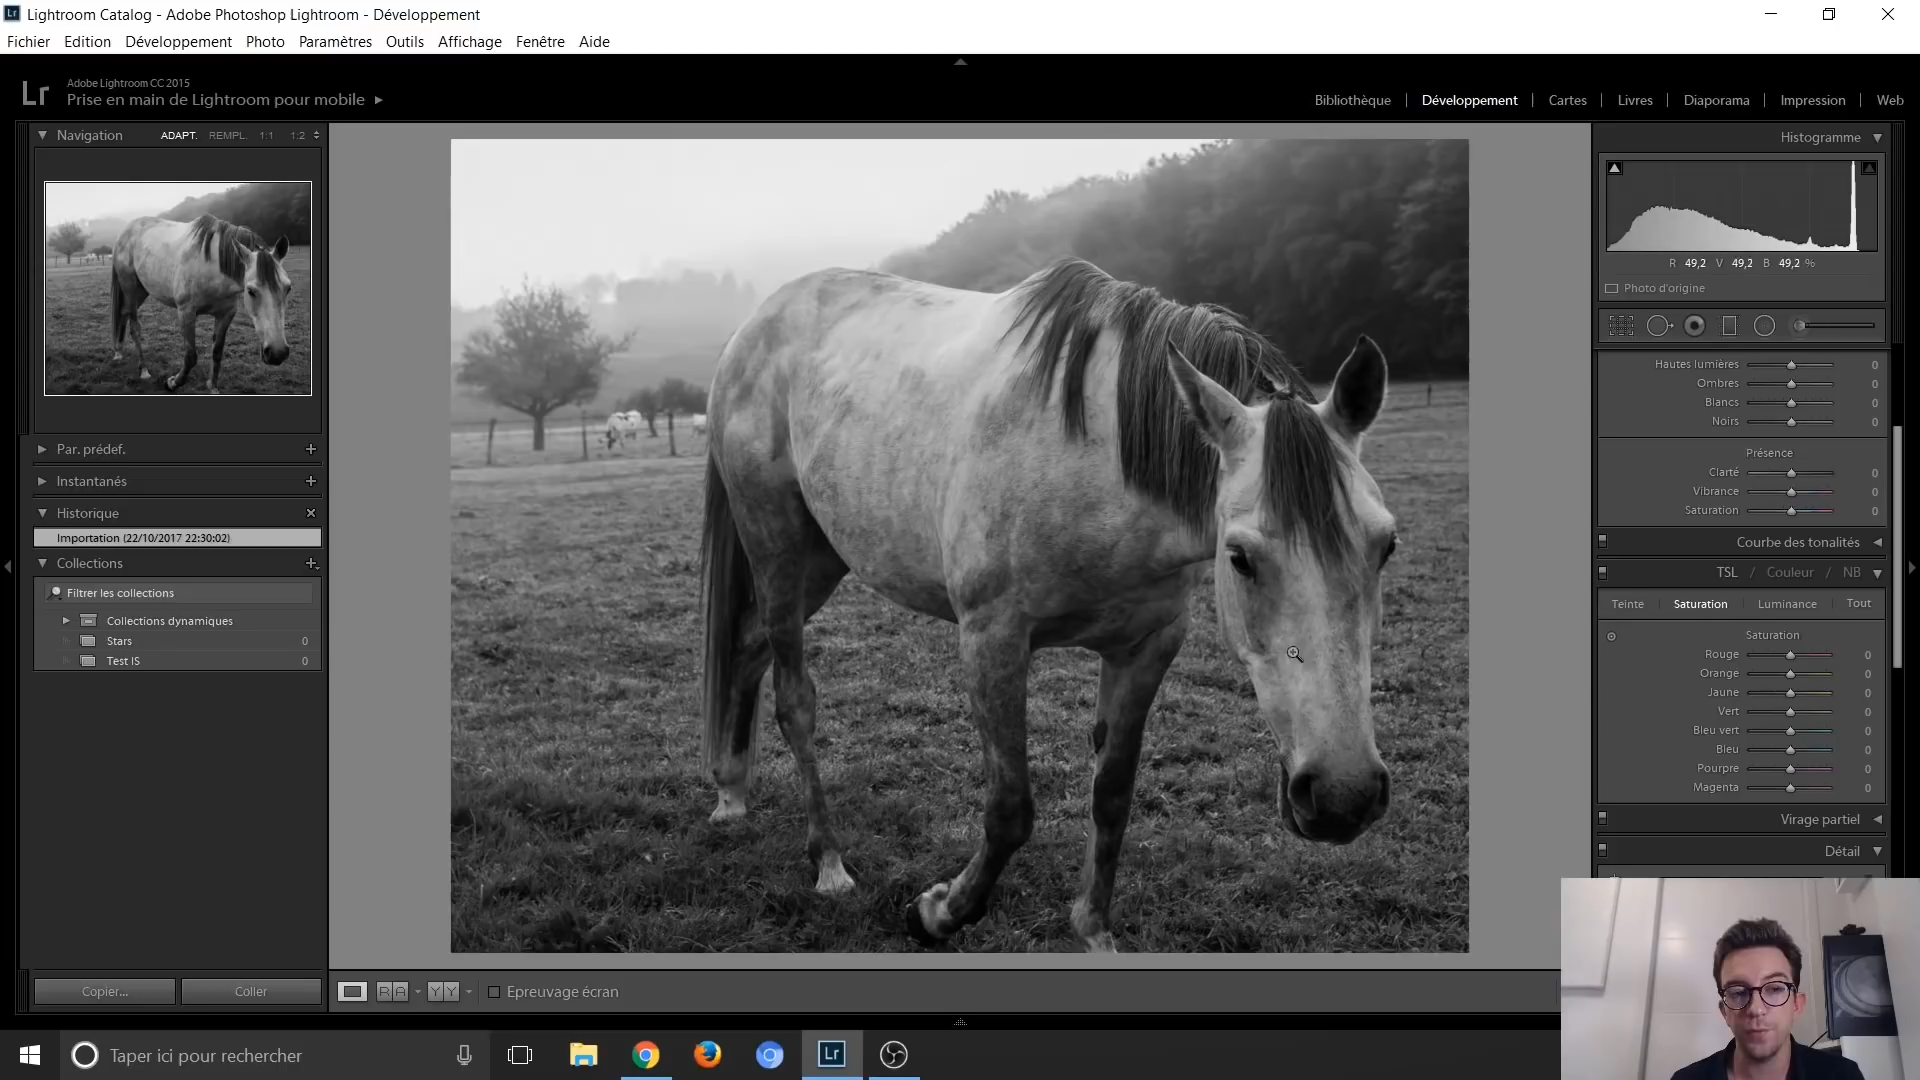 Lr Lightroom Catalog - Adobe Photoshop Lightroom - Développement
Fichier Edition Développement Photo Paramètres Outils Affichage Fenêtre Aide
Lr
Adobe Lightroom CC 2015
Prise en main de Lightroom pour mobile
Bibliothèque Développement Cartes Livres Diaporama Impression Web
Navigation ADAPT. REMPL. 1:1 1:2
Par. prédef.
Instantanés
Historique
Importation (22/10/2017 22:30:02)
Collections
Filtrer les collections
Collections dynamiques
Stars 0
Test IS 0
Copier... Coller
R A Y Y Epreuvage écran
Histogramme
R 49,2 V 49,2 B 49,2 %
Photo d'origine
Hautes lumières 0
Ombres 0
Blancs 0
Noirs 0
Présence
Clarté 0
Vibrance 0
Saturation 0
Courbe des tonalités
TSL / Couleur / NB
Teinte Saturation Luminance Tout
Saturation
Rouge 0
Orange 0
Jaune 0
Vert 0
Bleu vert 0
Bleu 0
Pourpre 0
Magenta 0
Virage partiel
Détail
Taper ici pour rechercher
Lr